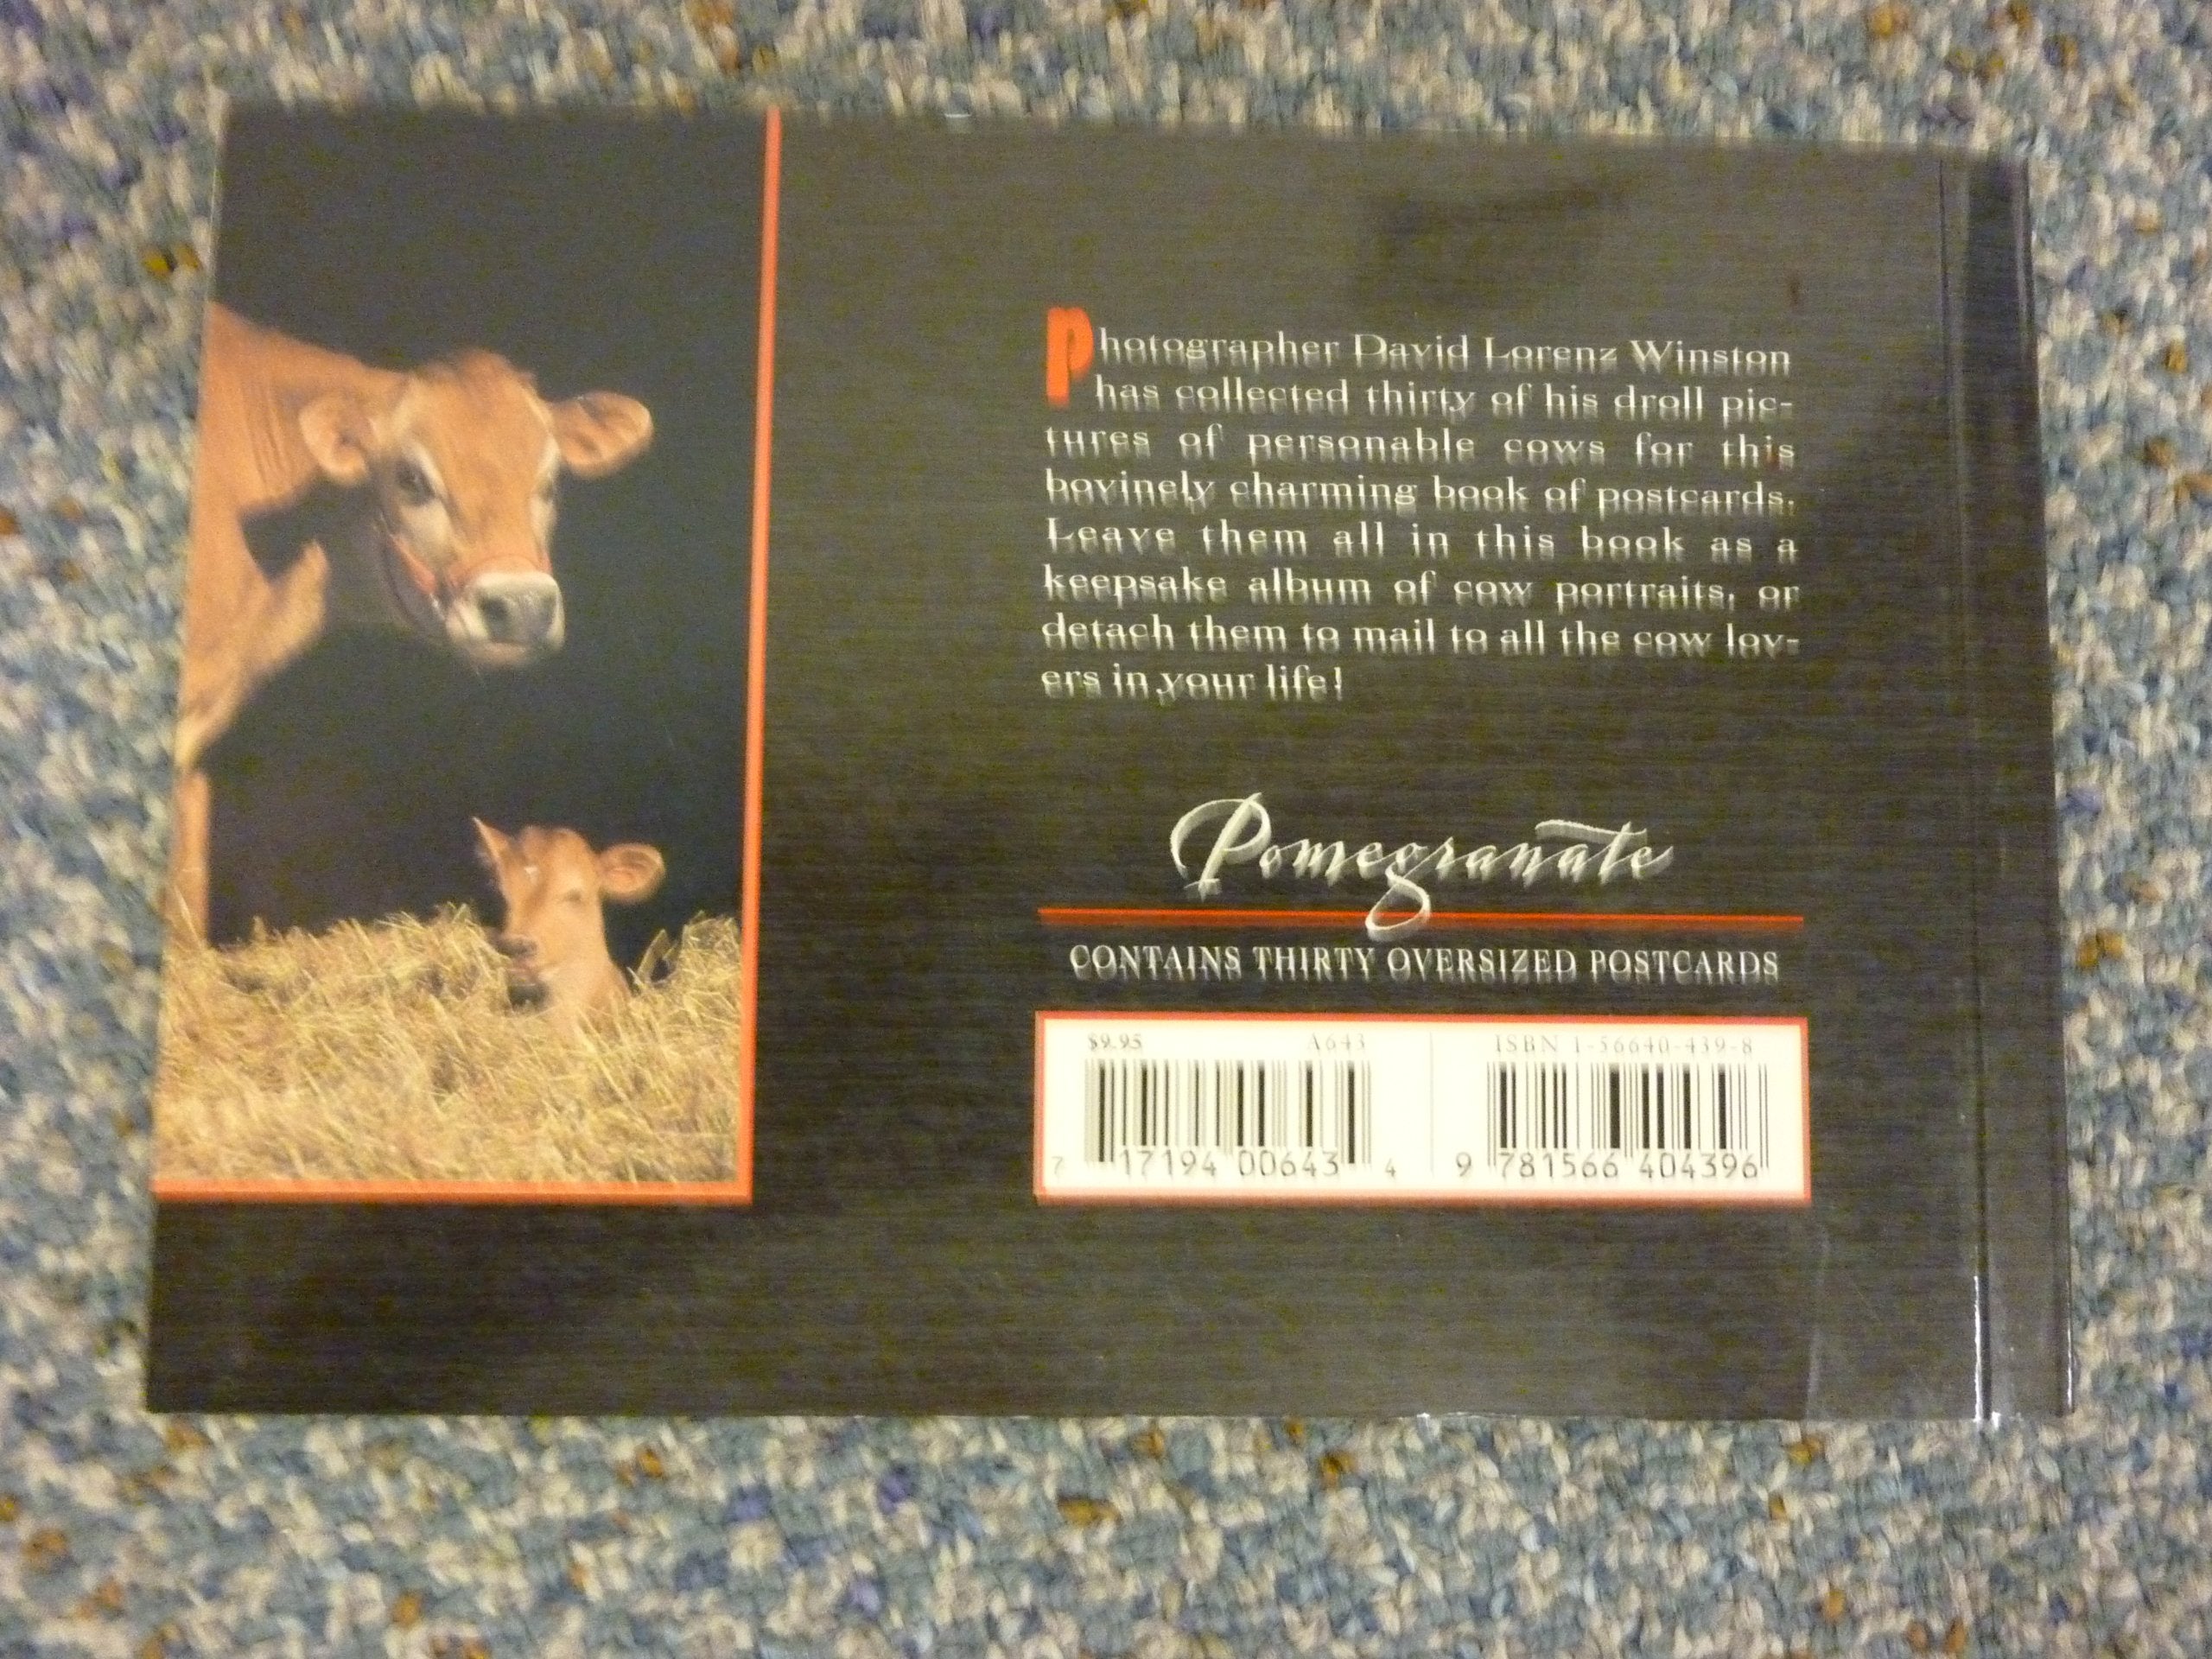 Photographer David Lorenz Winston
has collected thirty of his droll pic-
tures of personable cows for this
bovinely charming book of postcards.
Leave them all in this book as a
keepsake album of cow portraits, or
detach them to mail to all the cow lov-
ers in your life!
Pomegranate
CONTAINS THIRTY OVERSIZED POSTCARDS
$9.95 A643 ISBN 1-56640-439-8
7 17194 00643 4 9 781566 404396